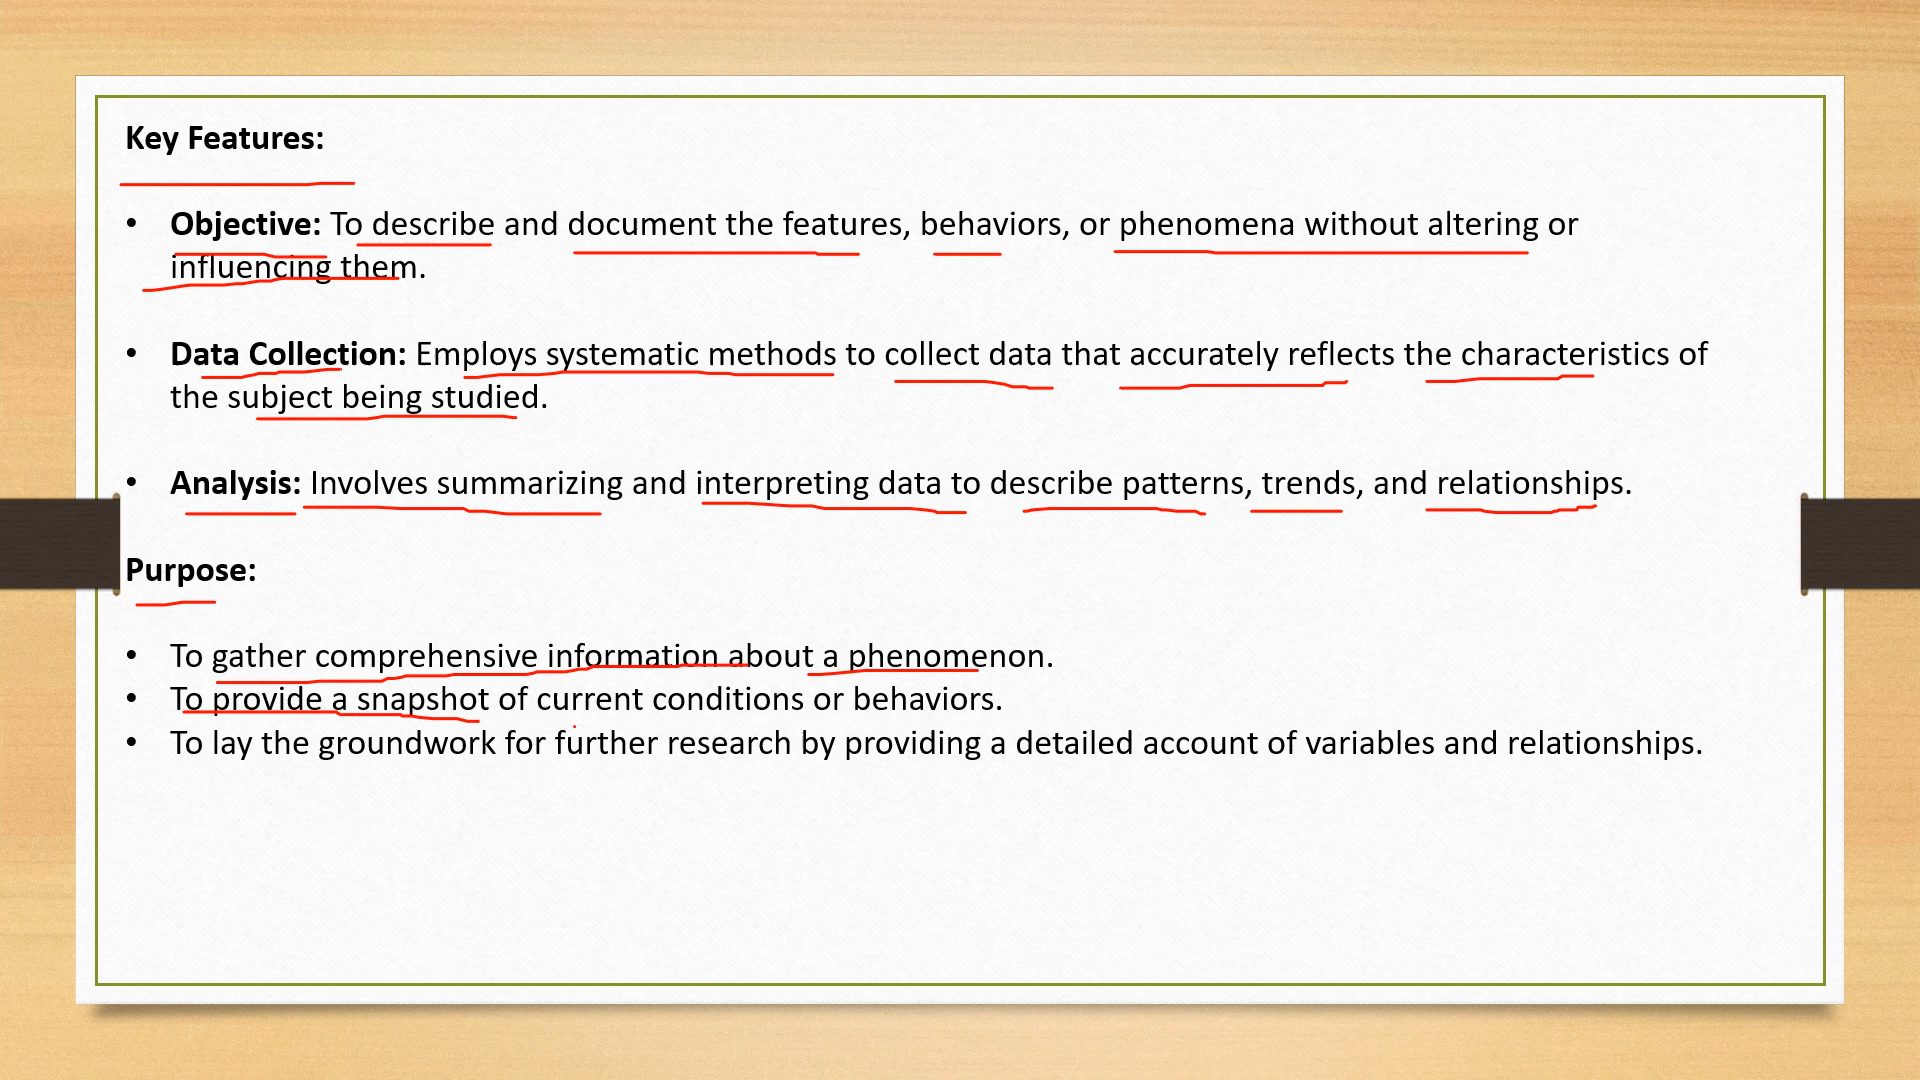 Key Features:
• Objective: To describe and document the features, behaviors, or phenomena without altering or
influencing them.
• Data Collection: Employs systematic methods to collect data that accurately reflects the characteristics of
the subject being studied.
• Analysis: Involves summarizing and interpreting data to describe patterns, trends, and relationships.
Purpose:
• To gather comprehensive information about a phenomenon.
• To provide a snapshot of current conditions or behaviors.
• To lay the groundwork for further research by providing a detailed account of variables and relationships.